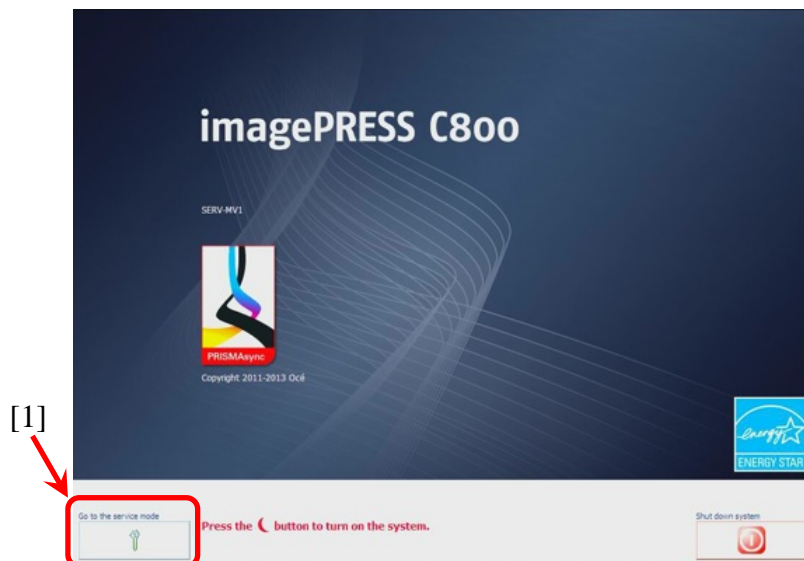 imagePRESS C800
SERV-MV1
PRISMAsync
Copyright 2011-2013 Océ
[1]
energy
ENERGY STAR
Go to the service mode
Press the button to turn on the system.
Shut down system